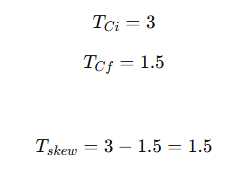 T_{Ci} = 3
T_{Cf} = 1.5
T_{skew} = 3 − 1.5 = 1.5